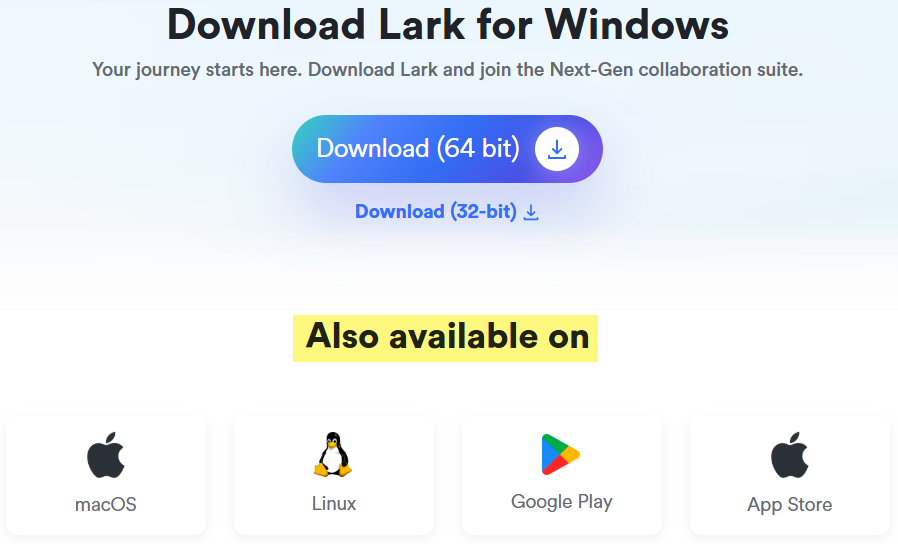 Download Lark for Windows
Your journey starts here. Download Lark and join the Next-Gen collaboration suite.
Download (64 bit)
Download (32-bit)
Also available on
macOS
Linux
Google Play
App Store